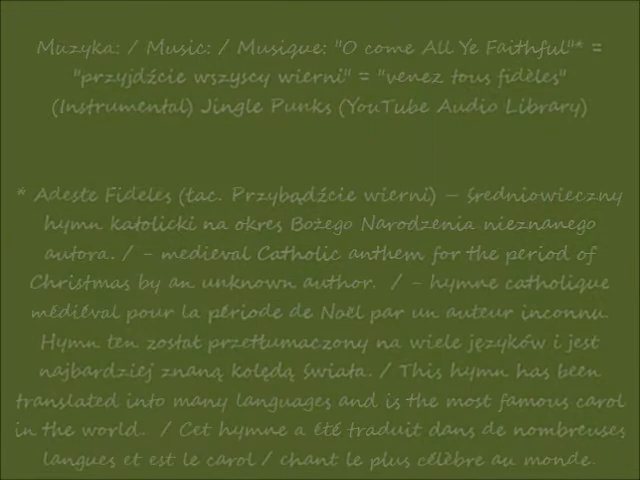 Muzyka: / Music: / Musique: "O come All Ye Faithful"* =
"przyjdźcie wszyscy wierni" = "venez tous fidèles"
(Instrumental) Jingle Punks (YouTube Audio Library)
* Adeste Fideles (łac. Przybądźcie wierni) – średniowieczny
hymn katolicki na okres Bożego Narodzenia nieznanego
autora. / - medieval Catholic anthem for the period of
Christmas by an unknown author. / - hymne catholique
médiéval pour la période de Noël par un auteur inconnu.
Hymn ten został przetłumaczony na wiele języków i jest
najbardziej znaną kolędą świata. / This hymn has been
translated into many languages and is the most famous carol
in the world. / Cet hymne a été traduit dans de nombreuses
langues et est le carol / chant le plus célèbre au monde.